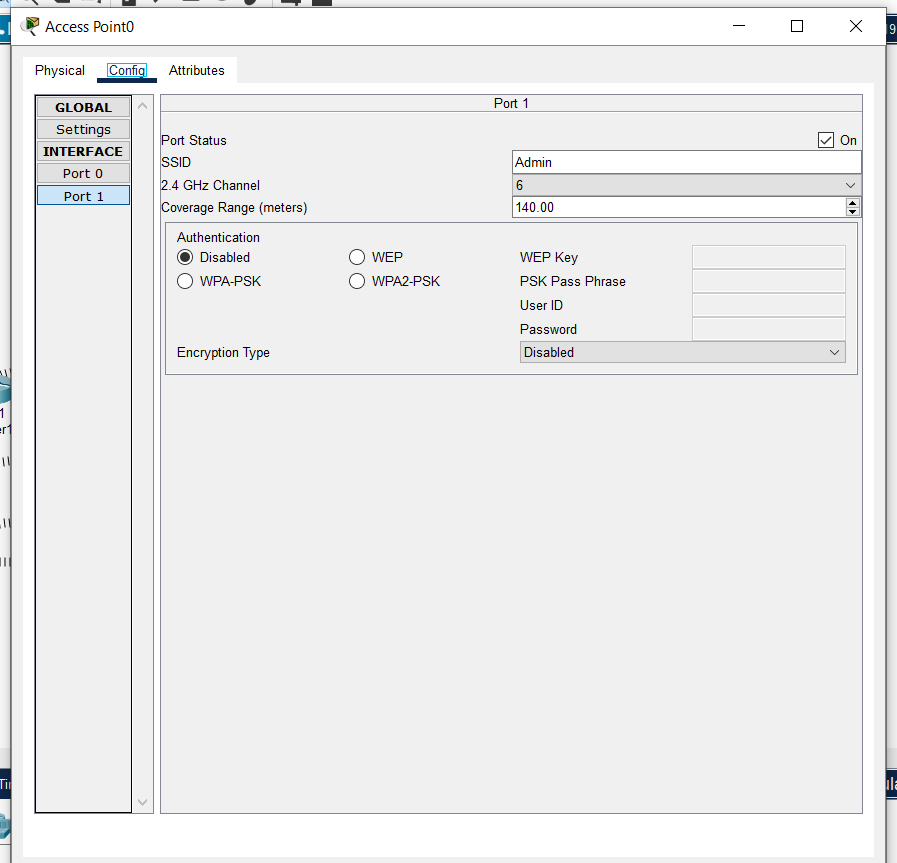 Access Point0
Physical Config Attributes
GLOBAL
Settings
INTERFACE
Port 0
Port 1
Port 1
Port Status On
SSID Admin
2.4 GHz Channel 6
Coverage Range (meters) 140.00
Authentication
Disabled WEP WEP Key
WPA-PSK WPA2-PSK PSK Pass Phrase
User ID
Password
Encryption Type Disabled